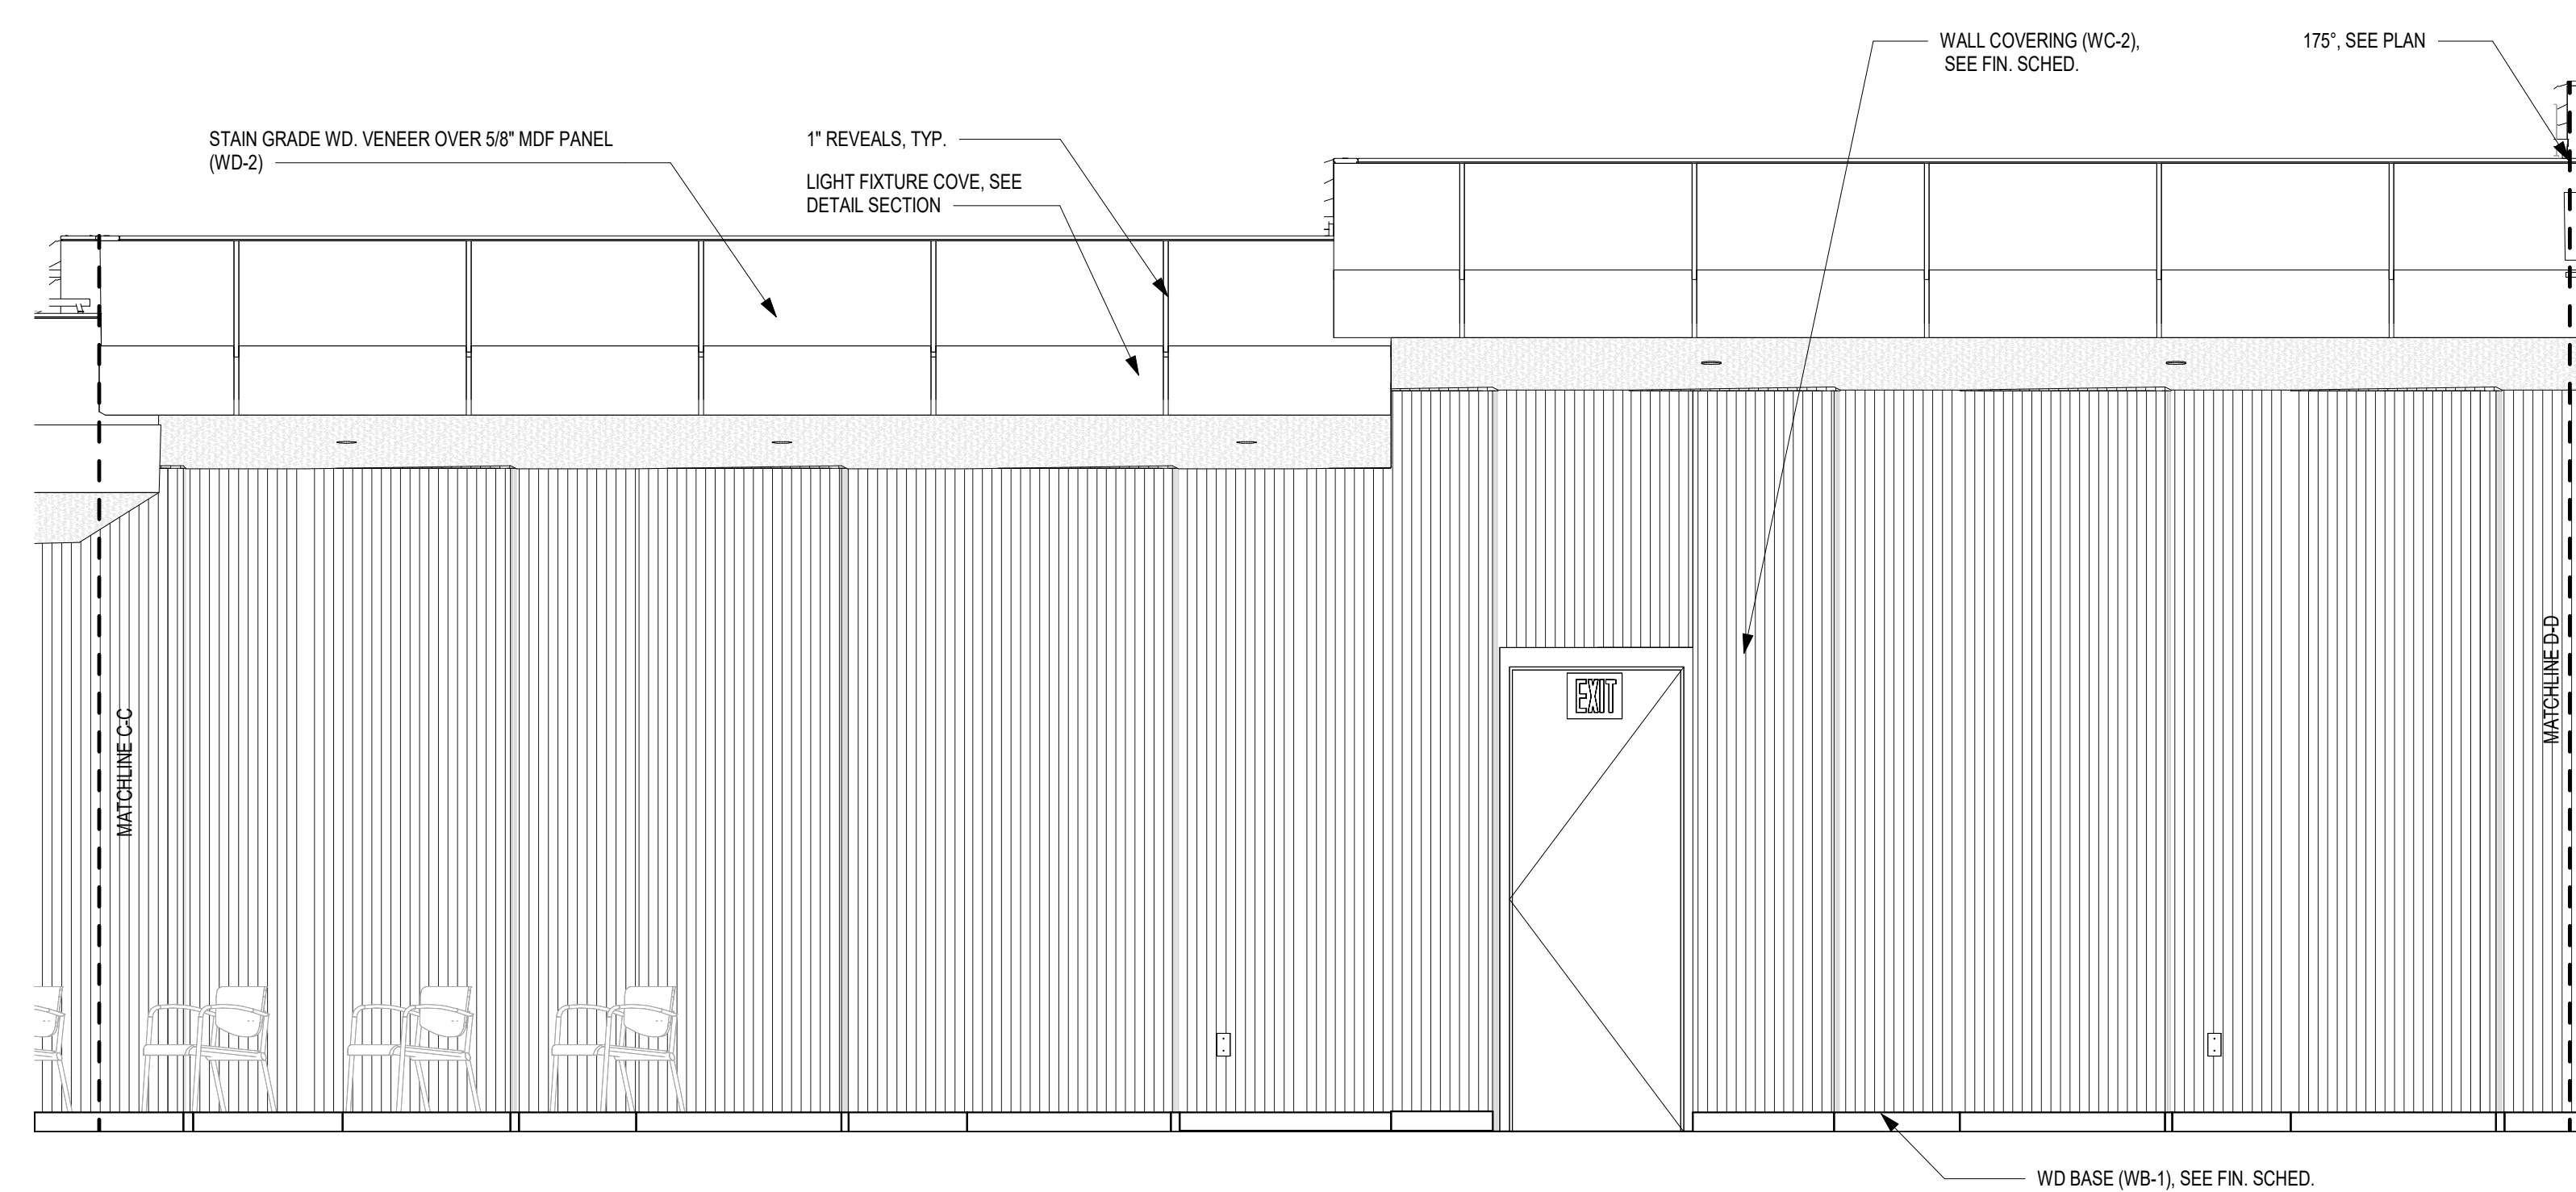 WALL COVERING (WC-2),
SEE FIN. SCHED.
175°, SEE PLAN
STAIN GRADE WD. VENEER OVER 5/8" MDF PANEL
(WD-2)
1" REVEALS, TYP.
LIGHT FIXTURE COVE, SEE
DETAIL SECTION
MATCHLINE C-C
EXIT
MATCHLINE D-D
WD BASE (WB-1), SEE FIN. SCHED.